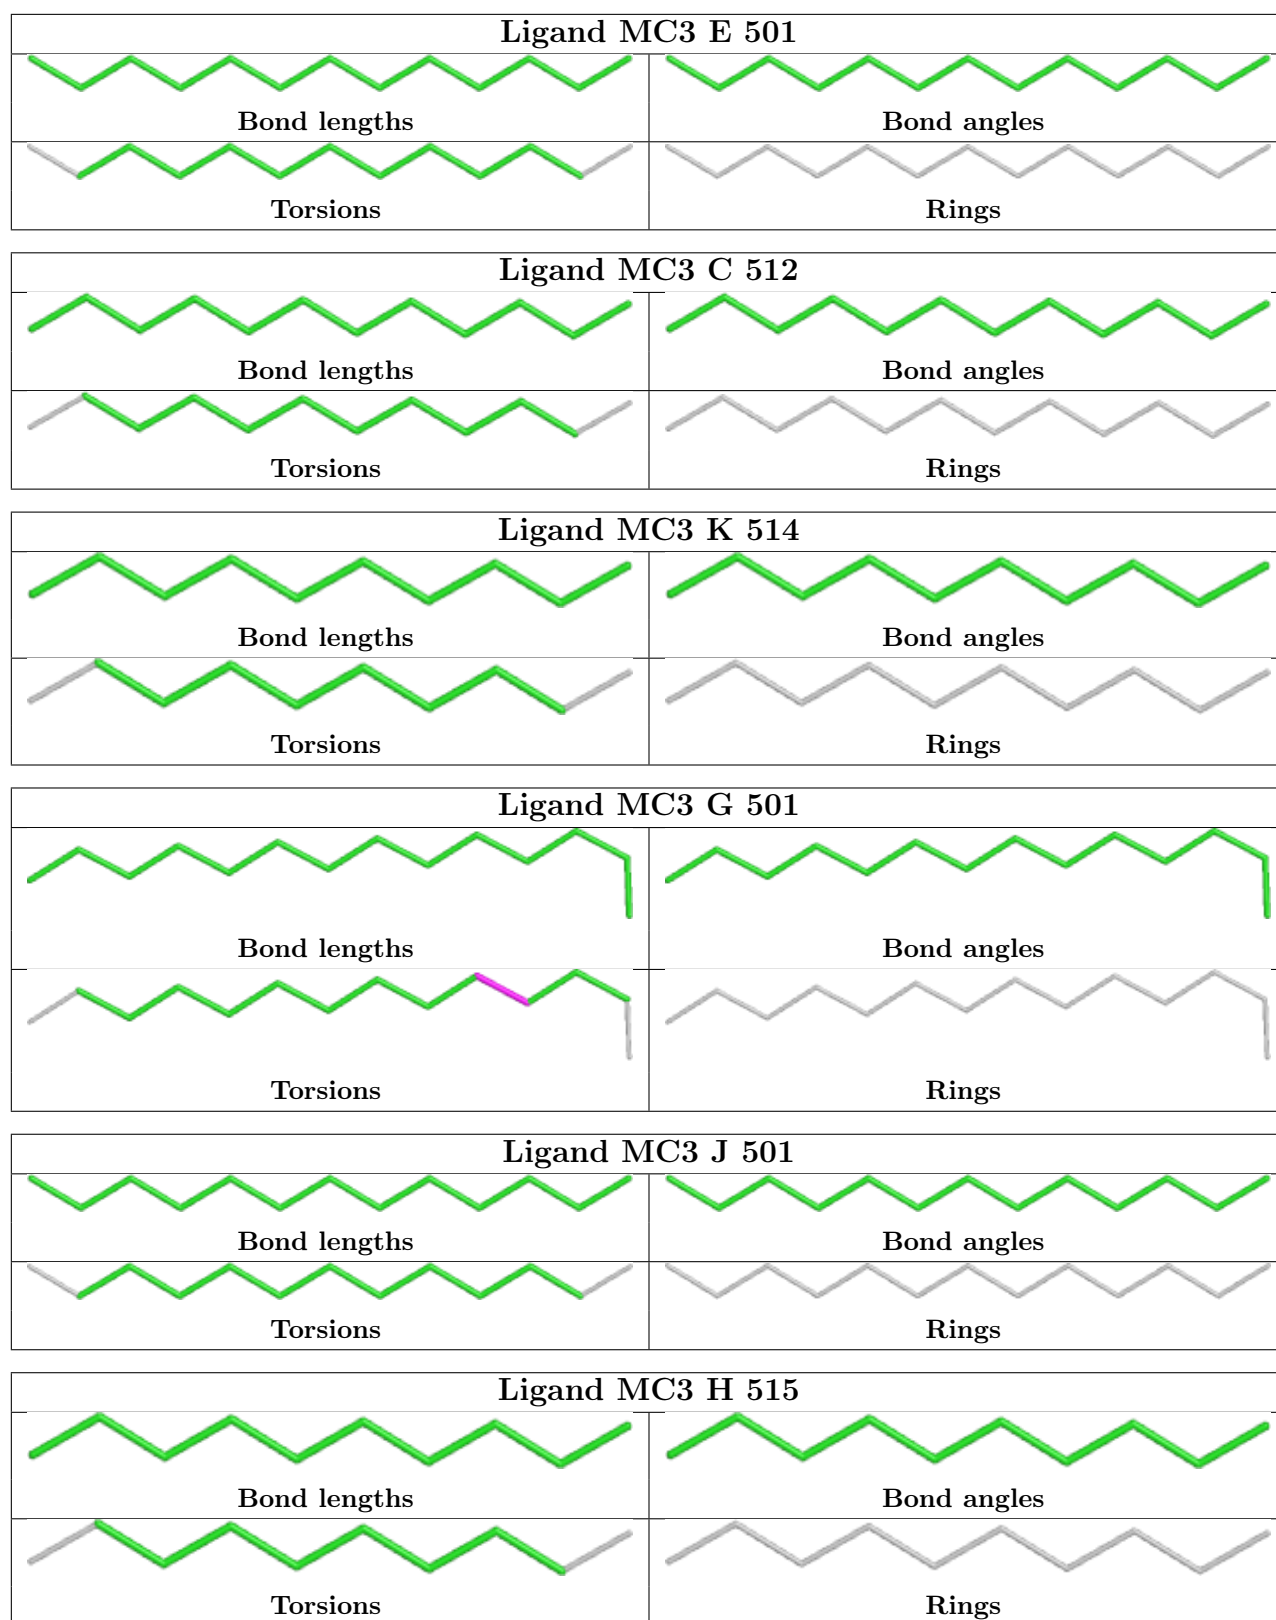 Ligand MC3 E 501
Bond lengths Bond angles
Torsions Rings
Ligand MC3 C 512
Bond lengths Bond angles
Torsions Rings
Ligand MC3 K 514
Bond lengths Bond angles
Torsions Rings
Ligand MC3 G 501
Bond lengths Bond angles
Torsions Rings
Ligand MC3 J 501
Bond lengths Bond angles
Torsions Rings
Ligand MC3 H 515
Bond lengths Bond angles
Torsions Rings